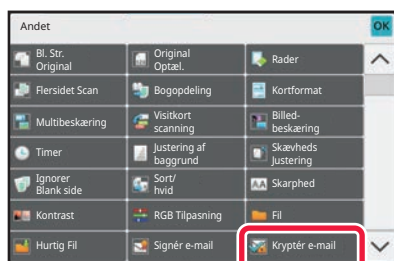 Andet
OK
Bl. Str.
Original
Original
Optæl.
Rader
Flersidet Scan
Bogopdeling
Kortformat
Multibeskæring
Visitkort
scanning
Billed-
beskæring
Timer
Justering af
baggrund
Skævheds
Justering
Ignorer
Blank side
Sort/
hvid
AA Skarphed
Kontrast
RGB Tilpasning
Fil
Hurtig Fil
Signér e-mail
Kryptér e-mail